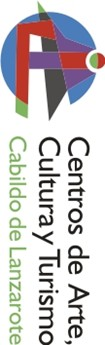 Centros de Arte,
Cultura y Turismo
Cabildo de Lanzarote